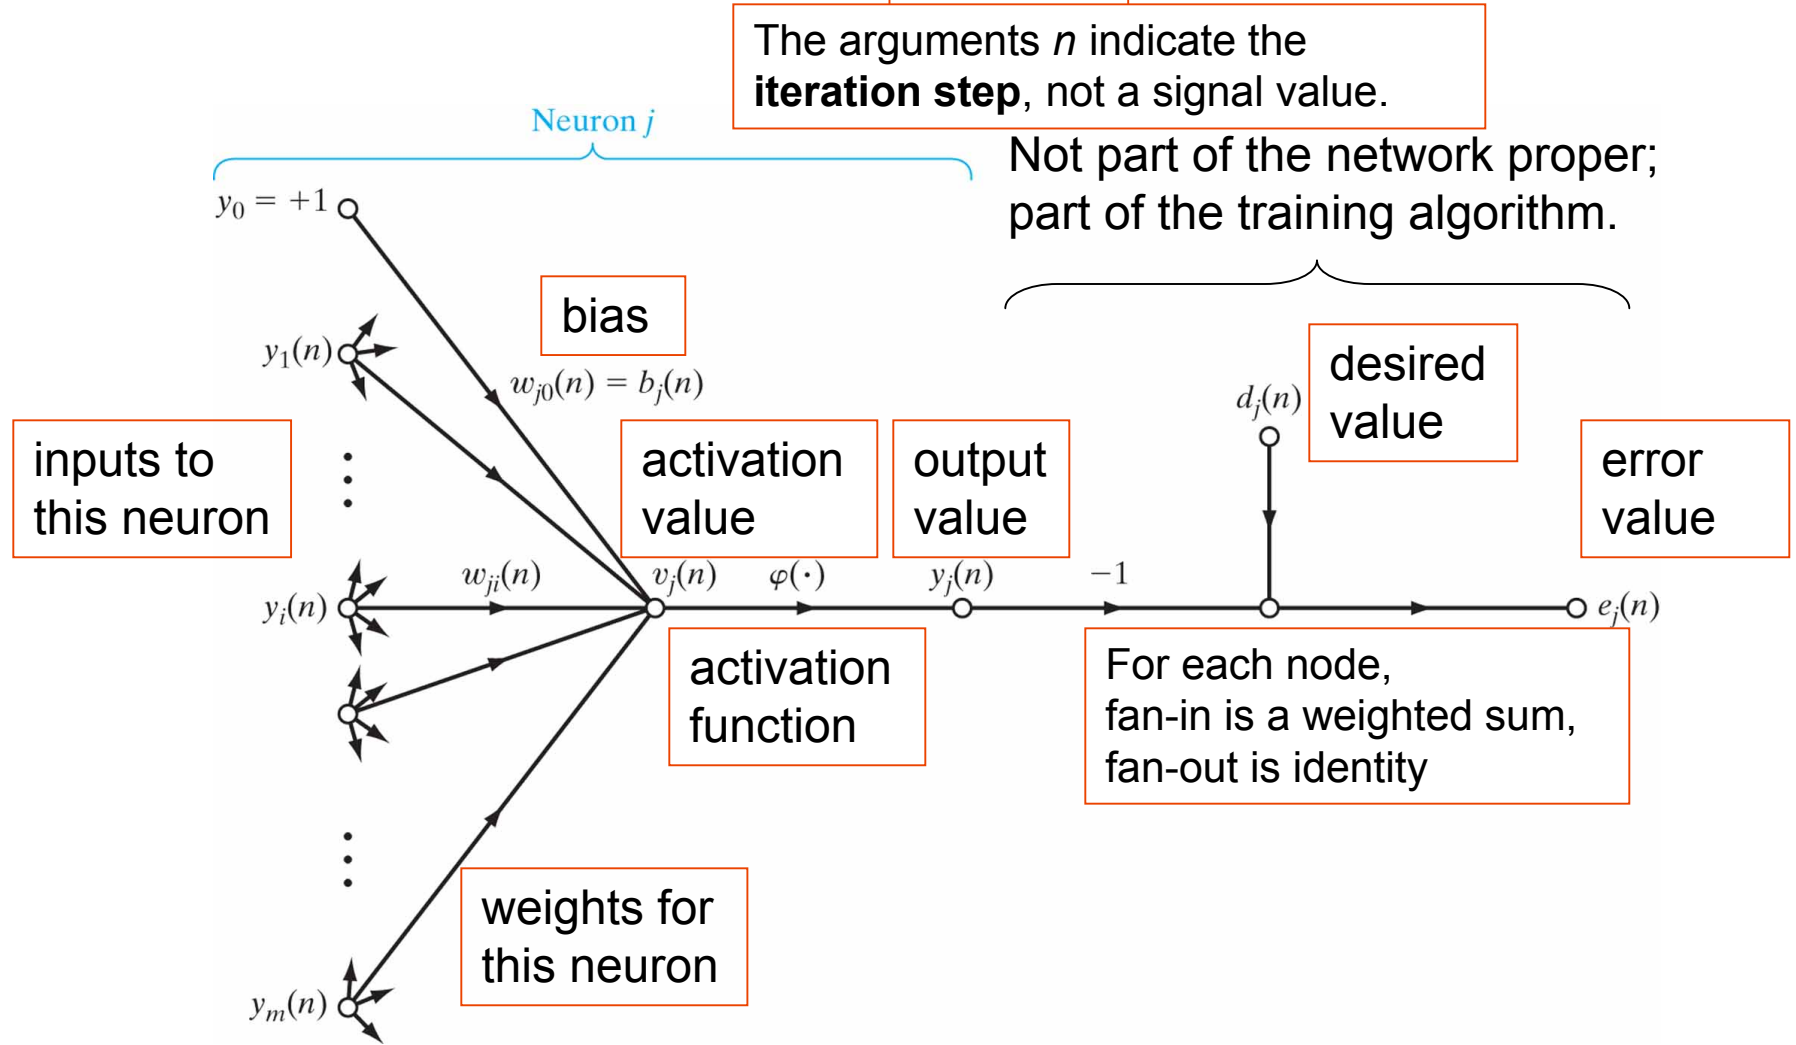 The arguments n indicate the
iteration step, not a signal value.
Neuron j
Not part of the network proper;
part of the training algorithm.
y₀ = +1
bias
y₁(n)
wⱼ₀(n) = bⱼ(n)
desired
value
dⱼ(n)
inputs to
this neuron
activation
value
output
value
error
value
yᵢ(n)
wⱼᵢ(n)
vⱼ(n)
φ(·)
yⱼ(n)
−1
eⱼ(n)
activation
function
For each node,
fan-in is a weighted sum,
fan-out is identity
weights for
this neuron
yₘ(n)